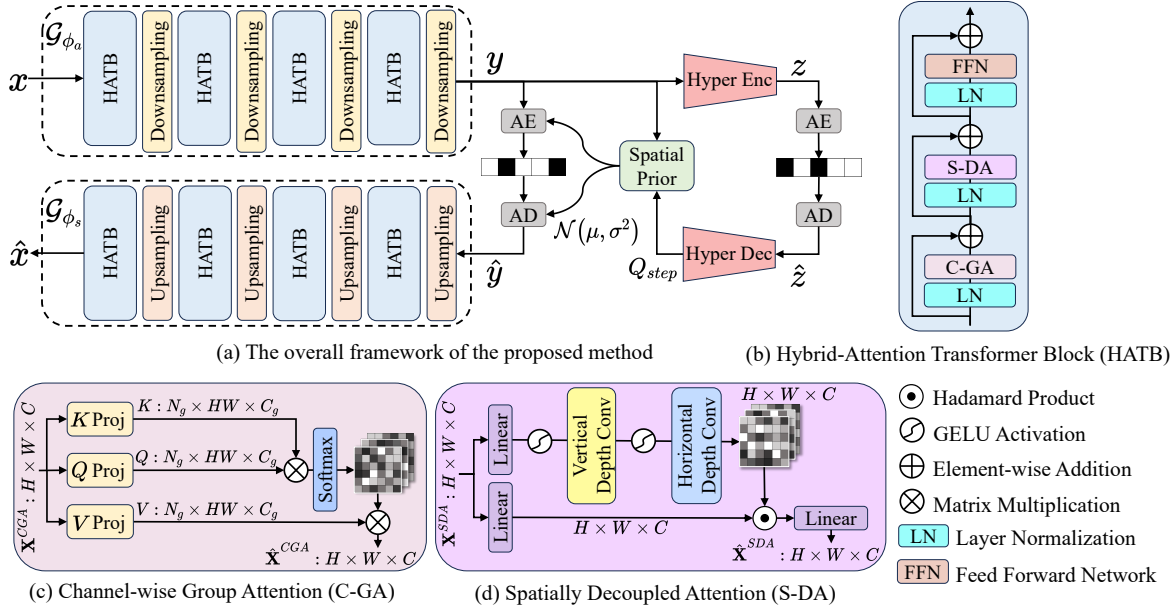 𝒢_{ϕ_a}
x
HATB
Downsampling
HATB
Downsampling
HATB
Downsampling
HATB
Downsampling
y
Hyper Enc
z
AE
AE
Spatial
Prior
AD
AD
𝒩(μ, σ²)
Q_{step}
Hyper Dec
ŷ
ẑ
𝒢_{ϕ_s}
x̂
HATB
Upsampling
HATB
Upsampling
HATB
Upsampling
HATB
Upsampling
(a) The overall framework of the proposed method
FFN
LN
S-DA
LN
C-GA
LN
(b) Hybrid-Attention Transformer Block (HATB)
X^{CGA} : H × W × C
K Proj
K : N_g × HW × C_g
Q Proj
Q : N_g × HW × C_g
V Proj
V : N_g × HW × C_g
Softmax
X̂^{CGA} : H × W × C
(c) Channel-wise Group Attention (C-GA)
X^{SDA} : H × W × C
Linear
Linear
Vertical
Depth Conv
Horizontal
Depth Conv
H × W × C
H × W × C
Linear
X̂^{SDA} : H × W × C
(d) Spatially Decoupled Attention (S-DA)
Hadamard Product
GELU Activation
Element-wise Addition
Matrix Multiplication
LN Layer Normalization
FFN Feed Forward Network